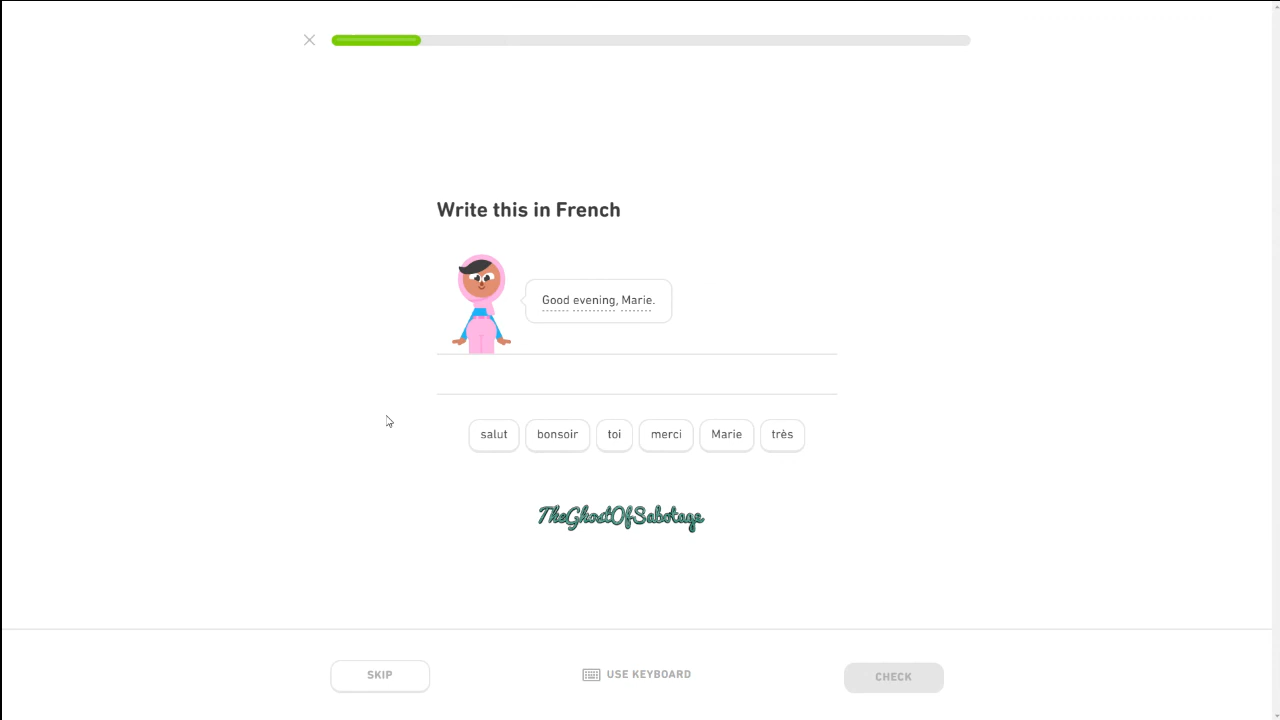 Write this in French
Good evening, Marie.
salut bonsoir toi merci Marie très
TheGhostOfSabotage
SKIP USE KEYBOARD CHECK